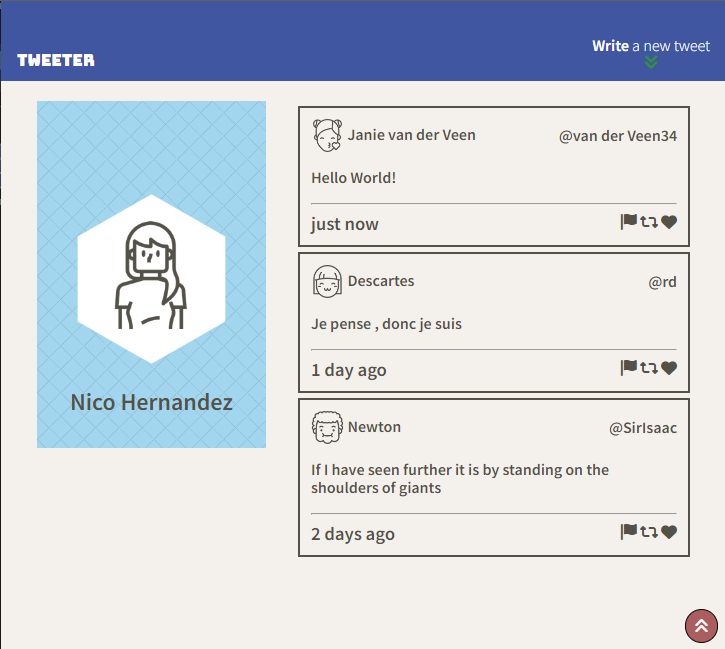 TWEETER
Write a new tweet
Nico Hernandez
Janie van der Veen
@van der Veen34
Hello World!
just now
Descartes
@rd
Je pense , donc je suis
1 day ago
Newton
@SirIsaac
If I have seen further it is by standing on the
shoulders of giants
2 days ago